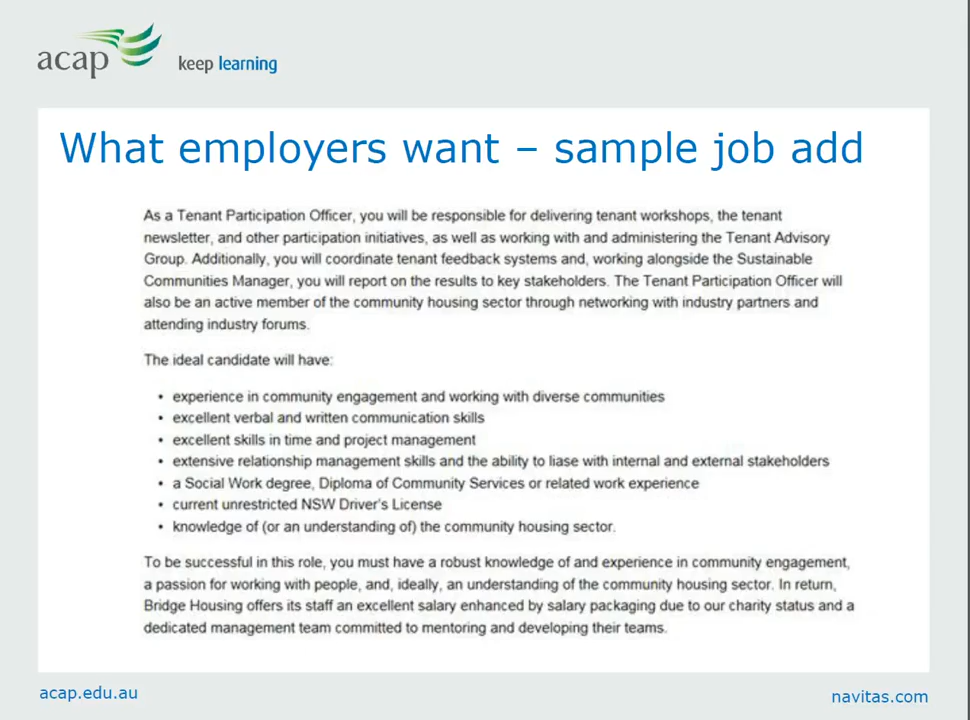 acap keep learning
What employers want – sample job add
As a Tenant Participation Officer, you will be responsible for delivering tenant workshops, the tenant
newsletter, and other participation initiatives, as well as working with and administering the Tenant Advisory
Group. Additionally, you will coordinate tenant feedback systems and, working alongside the Sustainable
Communities Manager, you will report on the results to key stakeholders. The Tenant Participation Officer will
also be an active member of the community housing sector through networking with industry partners and
attending industry forums.
The ideal candidate will have:
• experience in community engagement and working with diverse communities
• excellent verbal and written communication skills
• excellent skills in time and project management
• extensive relationship management skills and the ability to liase with internal and external stakeholders
• a Social Work degree, Diploma of Community Services or related work experience
• current unrestricted NSW Driver's License
• knowledge of (or an understanding of) the community housing sector.
To be successful in this role, you must have a robust knowledge of and experience in community engagement,
a passion for working with people, and, ideally, an understanding of the community housing sector. In return,
Bridge Housing offers its staff an excellent salary enhanced by salary packaging due to our charity status and a
dedicated management team committed to mentoring and developing their teams.
acap.edu.au
navitas.com